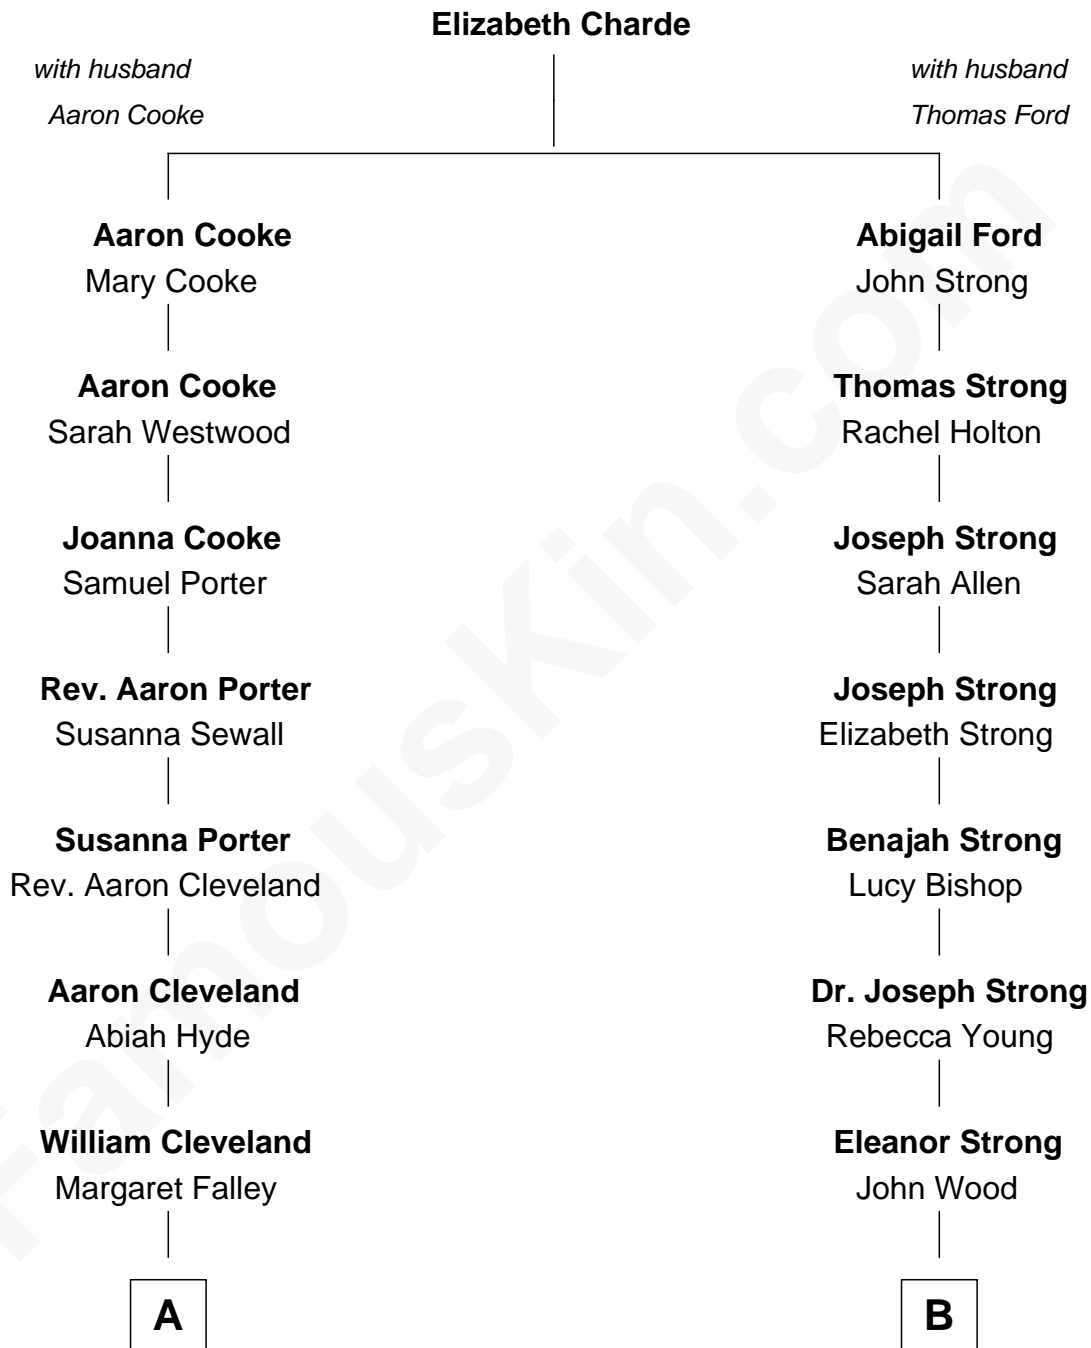 Elizabeth Charde
with husband
Aaron Cooke
with husband
Thomas Ford
Aaron Cooke
Mary Cooke
Abigail Ford
John Strong
Aaron Cooke
Sarah Westwood
Thomas Strong
Rachel Holton
Joanna Cooke
Samuel Porter
Joseph Strong
Sarah Allen
Rev. Aaron Porter
Susanna Sewall
Joseph Strong
Elizabeth Strong
Susanna Porter
Rev. Aaron Cleveland
Benajah Strong
Lucy Bishop
Aaron Cleveland
Abiah Hyde
Dr. Joseph Strong
Rebecca Young
William Cleveland
Margaret Falley
Eleanor Strong
John Wood
A
B
FamousKin.com